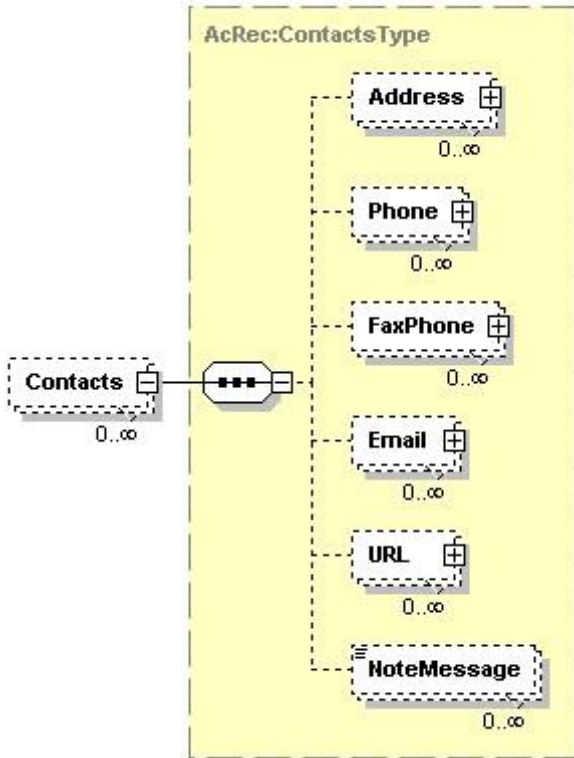 AcRec:ContactsType
Address
0..∞
Phone
0..∞
FaxPhone
0..∞
Contacts
0..∞
Email
0..∞
URL
0..∞
NoteMessage
0..∞